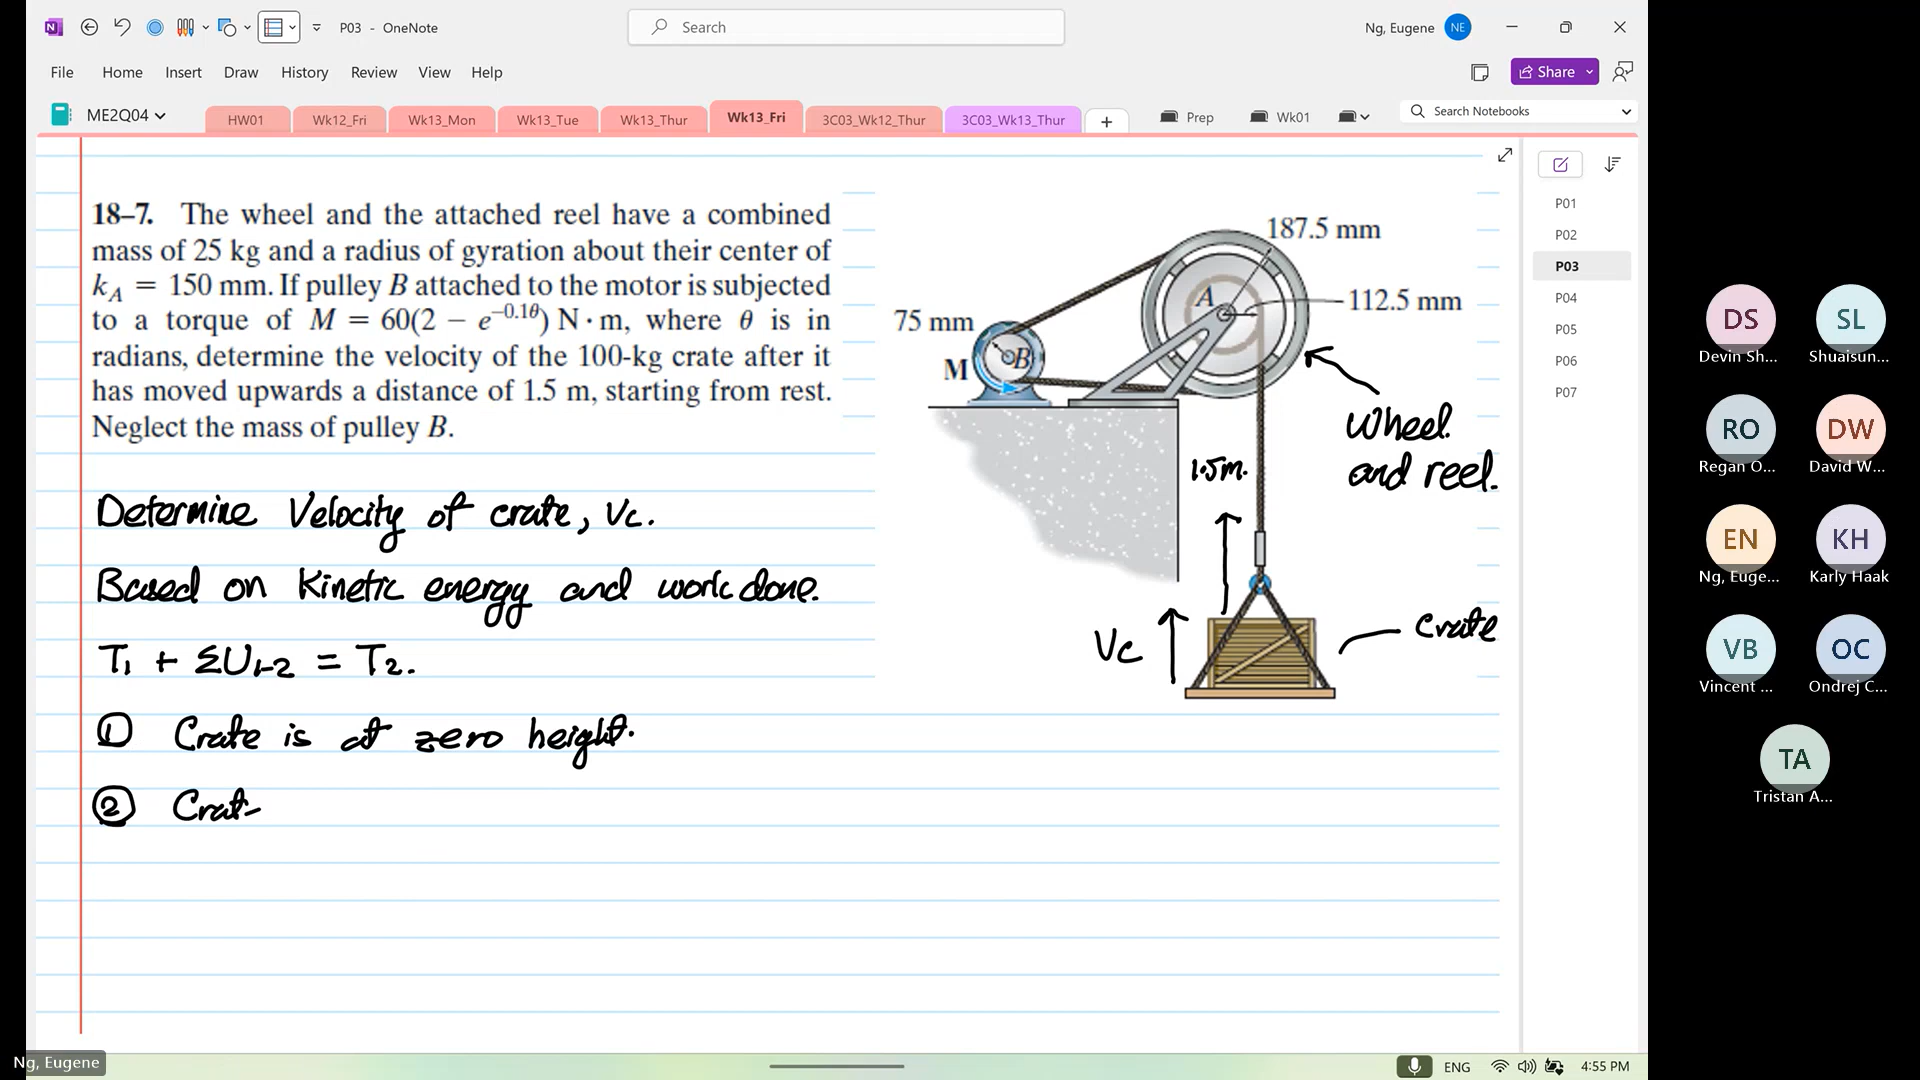 P03 - OneNote
Search
Ng, Eugene
NE
File Home Insert Draw History Review View Help
Share
ME2Q04
HW01
Wk12_Fri
Wk13_Mon
Wk13_Tue
Wk13_Thur
Wk13_Fri
3C03_Wk12_Thur
3C03_Wk13_Thur
+
Prep
Wk01
Search Notebooks
18–7. The wheel and the attached reel have a combined
mass of 25 kg and a radius of gyration about their center of
kA = 150 mm. If pulley B attached to the motor is subjected
to a torque of M = 60(2 − e^−0.1θ) N·m, where θ is in
radians, determine the velocity of the 100-kg crate after it
has moved upwards a distance of 1.5 m, starting from rest.
Neglect the mass of pulley B.
187.5 mm
A
112.5 mm
75 mm
M
B
Wheel
and reel.
1.5m.
Vc
Crate
Determine Velocity of crate, Vc.
Based on Kinetic energy and work done.
T1 + ΣU1-2 = T2.
① Crate is at zero height.
② Crat
P01
P02
P03
P04
P05
P06
P07
DS
Devin Sh...
SL
Shuaisun...
RO
Regan O...
DW
David W...
EN
Ng, Euge...
KH
Karly Haak
VB
Vincent ...
OC
Ondrej C...
TA
Tristan A...
Ng, Eugene
ENG
4:55 PM